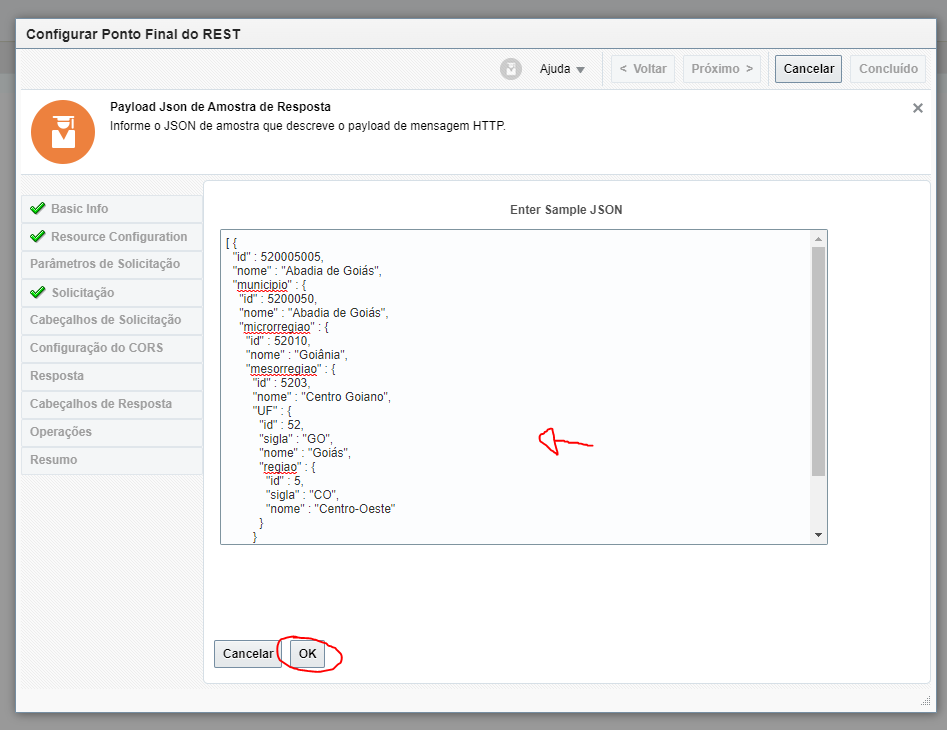 Configurar Ponto Final do REST
Ajuda
< Voltar
Próximo >
Cancelar
Concluído
Payload Json de Amostra de Resposta
Informe o JSON de amostra que descreve o payload de mensagem HTTP.
Basic Info
Resource Configuration
Parâmetros de Solicitação
Solicitação
Cabeçalhos de Solicitação
Configuração do CORS
Resposta
Cabeçalhos de Resposta
Operações
Resumo
Enter Sample JSON
[ {
"id" : 520005005,
"nome" : "Abadia de Goiás",
"municipio" : {
"id" : 5200050,
"nome" : "Abadia de Goiás",
"microrregiao" : {
"id" : 52010,
"nome" : "Goiânia",
"mesorregiao" : {
"id" : 5203,
"nome" : "Centro Goiano",
"UF" : {
"id" : 52,
"sigla" : "GO",
"nome" : "Goiás",
"regiao" : {
"id" : 5,
"sigla" : "CO",
"nome" : "Centro-Oeste"
}
}
Cancelar
OK